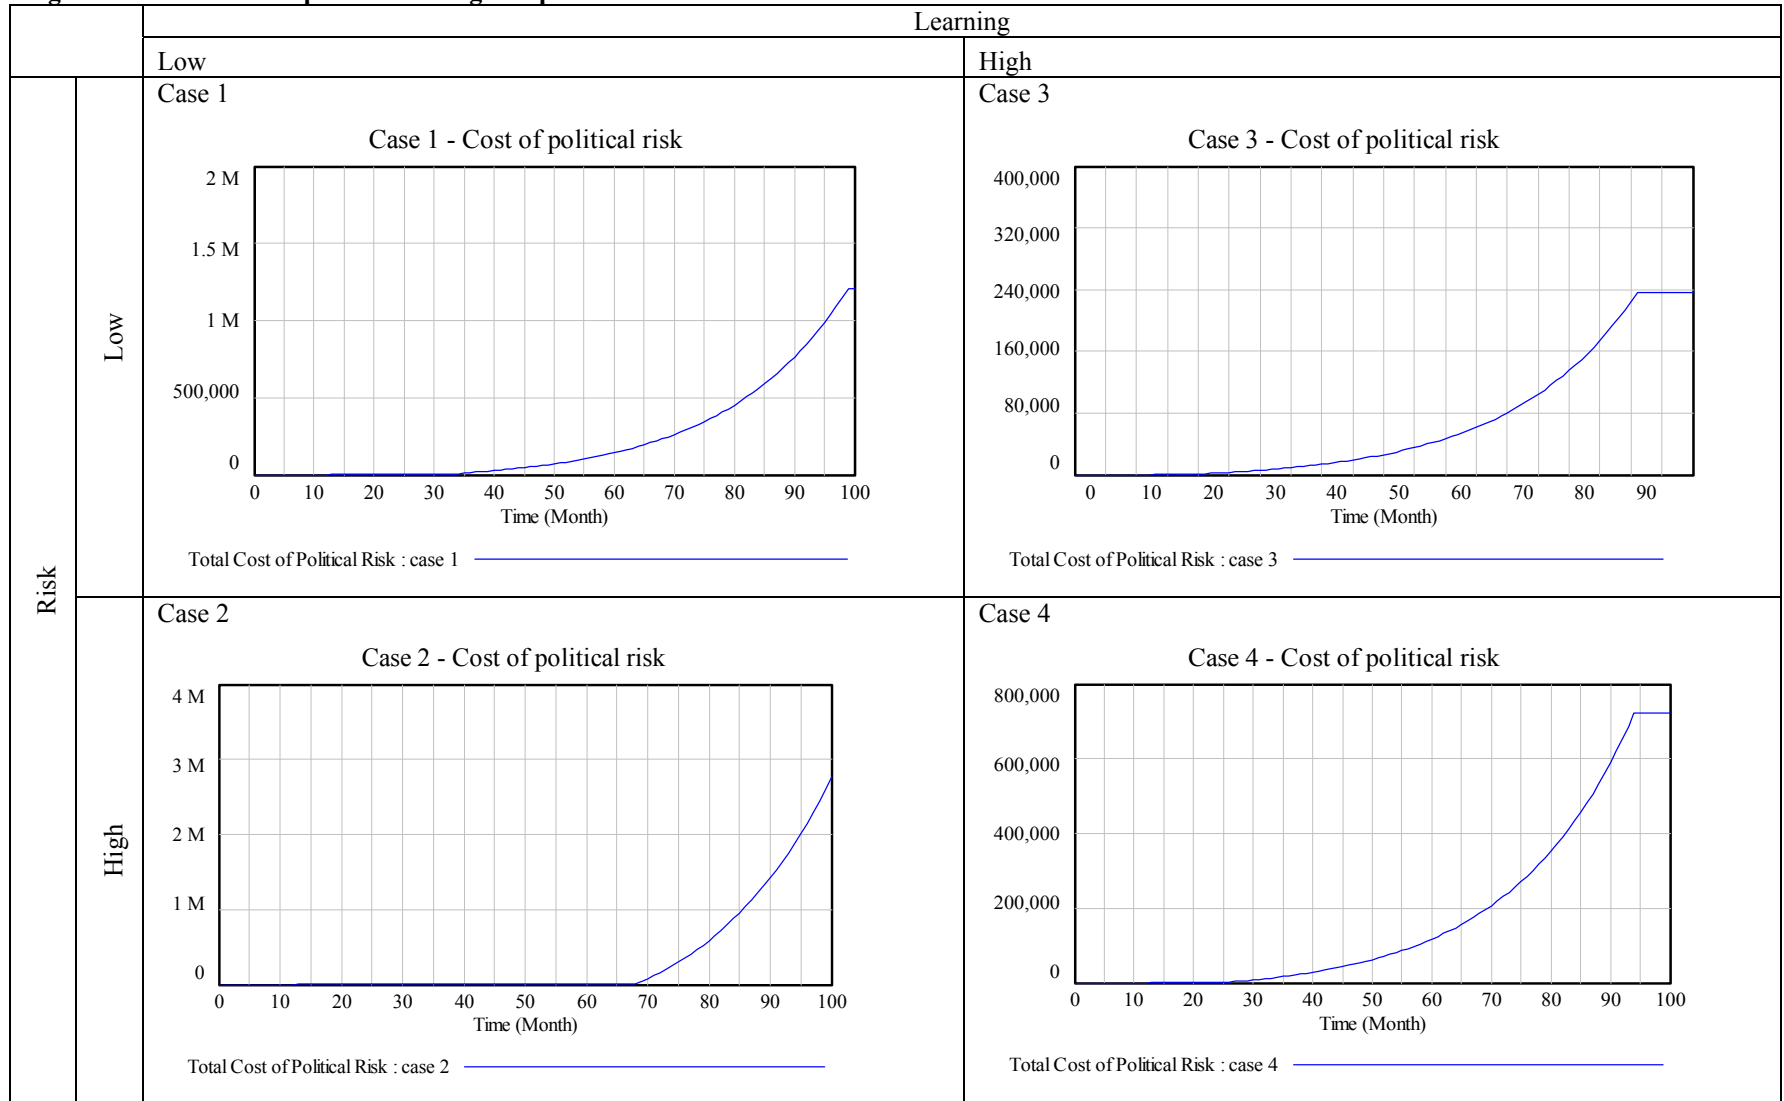 Learning
Low
High
Risk
Low
Case 1
Case 1 - Cost of political risk
2 M
1.5 M
1 M
500,000
0
0 10 20 30 40 50 60 70 80 90 100
Time (Month)
Total Cost of Political Risk : case 1
Case 3
Case 3 - Cost of political risk
400,000
320,000
240,000
160,000
80,000
0
0 10 20 30 40 50 60 70 80 90
Time (Month)
Total Cost of Political Risk : case 3
High
Case 2
Case 2 - Cost of political risk
4 M
3 M
2 M
1 M
0
0 10 20 30 40 50 60 70 80 90 100
Time (Month)
Total Cost of Political Risk : case 2
Case 4
Case 4 - Cost of political risk
800,000
600,000
400,000
200,000
0
0 10 20 30 40 50 60 70 80 90 100
Time (Month)
Total Cost of Political Risk : case 4